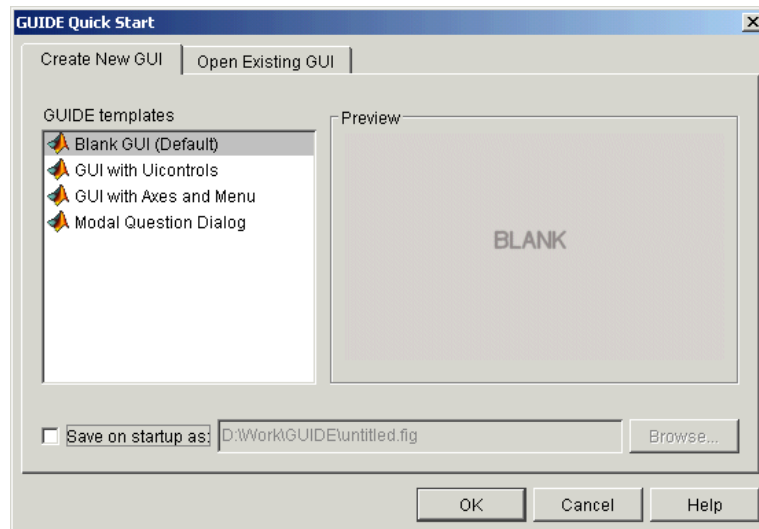 GUIDE Quick Start
Create New GUI
Open Existing GUI
GUIDE templates
Blank GUI (Default)
GUI with Uicontrols
GUI with Axes and Menu
Modal Question Dialog
Preview
BLANK
Save on startup as:
D:\Work\GUIDE\untitled.fig
Browse...
OK
Cancel
Help